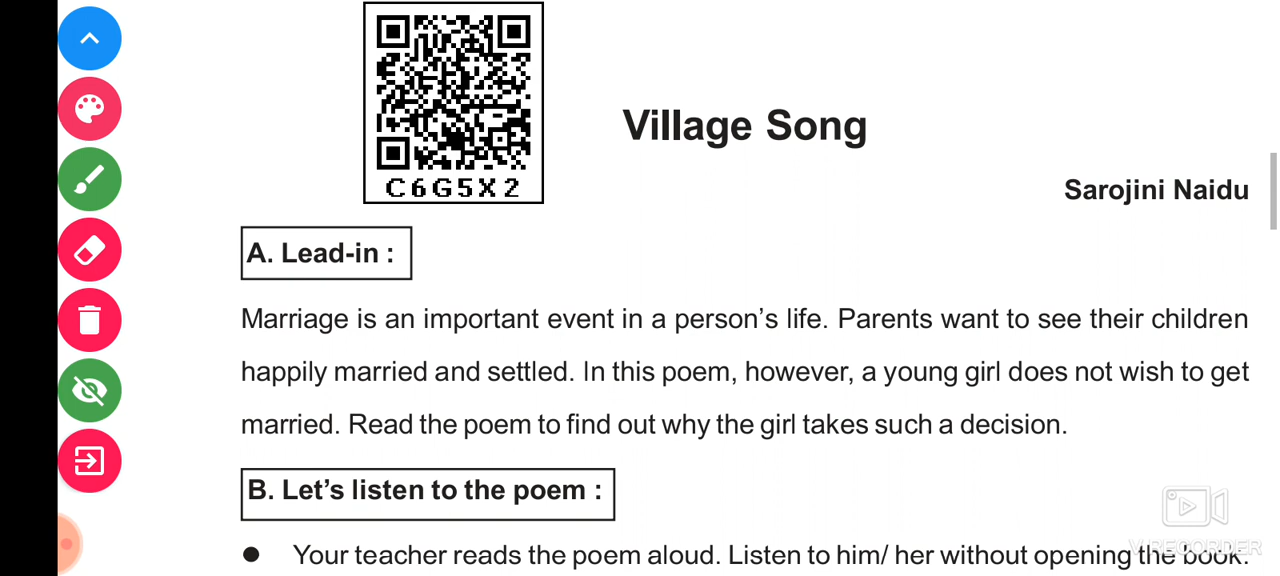 C6G5X2
Village Song
Sarojini Naidu
A. Lead-in :
Marriage is an important event in a person's life. Parents want to see their children
happily married and settled. In this poem, however, a young girl does not wish to get
married. Read the poem to find out why the girl takes such a decision.
B. Let's listen to the poem :
● Your teacher reads the poem aloud. Listen to him/ her without opening the book.
V RECORDER